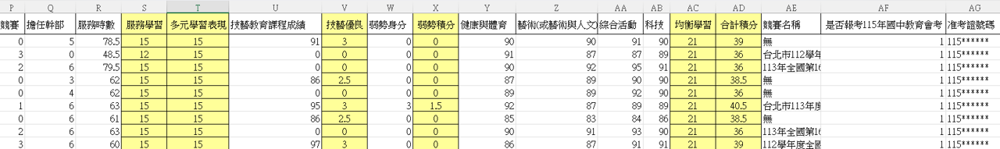 P Q R S T U V W X Y Z AA AB AC AD AE AF AG
競賽 擔任幹部 服務時數 服務學習 多元學習表現 技藝教育課程成績 技藝優良 弱勢身分 弱勢積分 健康與體育 藝術(或藝術與人文) 綜合活動 科技 均衡學習 合計積分 競賽名稱 是否報考115年國中教育會考 准考證號碼
0 5 78.5 15 15 91 3 0 0 90 90 91 90 21 39 無 1 115******
3 0 48.5 12 15 0 0 0 0 91 87 87 89 21 36 台北市112學年 1 115******
2 6 79.5 15 15 0 0 0 0 90 92 95 91 21 36 113年全國第16 1 115******
0 3 62 15 15 86 2.5 0 0 87 89 90 90 21 38.5 無 1 115******
0 4 62 15 15 0 0 0 0 89 89 92 90 21 36 無 1 115******
1 6 63 15 15 95 3 3 1.5 92 87 89 89 21 40.5 台北市113年度 1 115******
0 6 61 15 15 86 2.5 0 0 85 83 84 86 21 38.5 無 1 115******
2 6 63 15 15 0 0 0 0 90 91 93 90 21 36 113年全國第16 1 115******
3 6 60 15 15 97 3 0 0 86 87 91 91 21 39 112學年度全國 1 115******